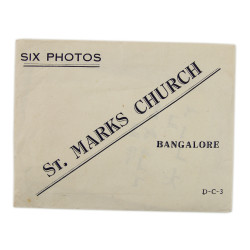 SIX PHOTOS
ST. MARKS CHURCH
BANGALORE
D-C-3